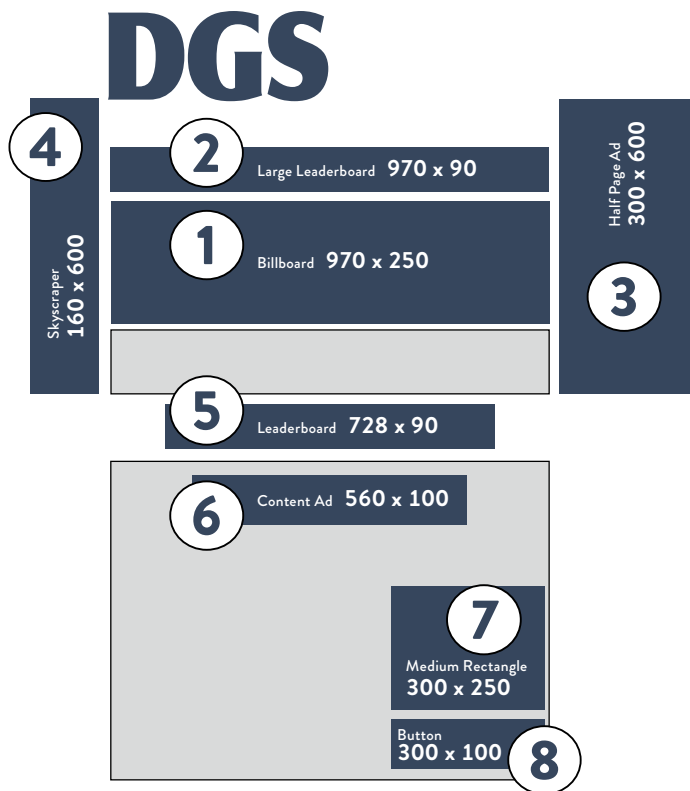 DGS
4
Skyscraper
160 x 600
2
Large Leaderboard 970 x 90
1
Billboard 970 x 250
Half Page Ad
300 x 600
3
5
Leaderboard 728 x 90
6
Content Ad 560 x 100
7
Medium Rectangle
300 x 250
Button
300 x 100
8